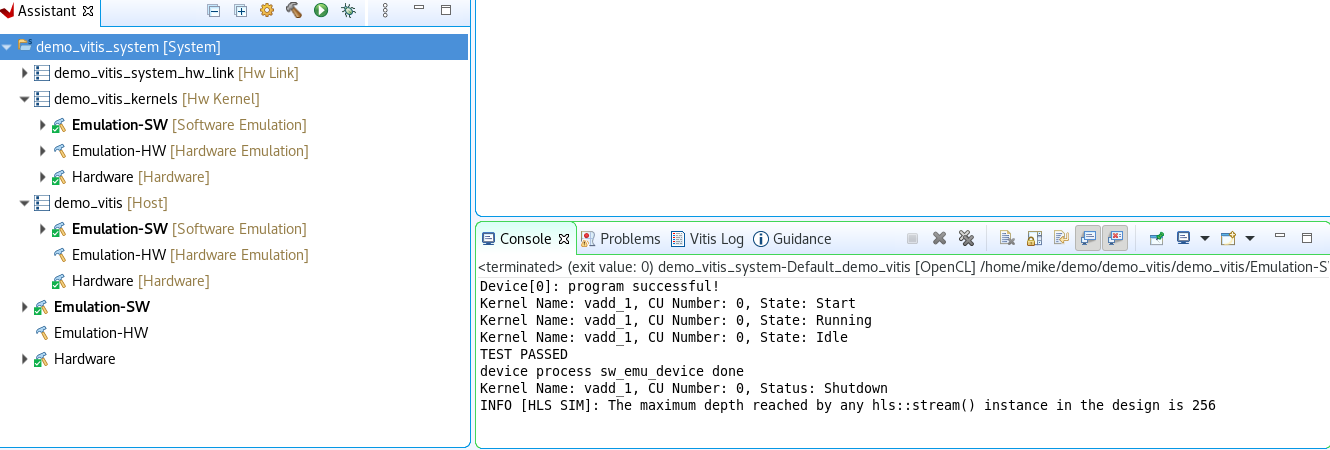 Assistant
demo_vitis_system [System]
demo_vitis_system_hw_link [Hw Link]
demo_vitis_kernels [Hw Kernel]
Emulation-SW [Software Emulation]
Emulation-HW [Hardware Emulation]
Hardware [Hardware]
demo_vitis [Host]
Emulation-SW [Software Emulation]
Emulation-HW [Hardware Emulation]
Hardware [Hardware]
Emulation-SW
Emulation-HW
Hardware
Console Problems Vitis Log Guidance
<terminated> (exit value: 0) demo_vitis_system-Default_demo_vitis [OpenCL] /home/mike/demo/demo_vitis/demo_vitis/Emulation-S
Device[0]: program successful!
Kernel Name: vadd_1, CU Number: 0, State: Start
Kernel Name: vadd_1, CU Number: 0, State: Running
Kernel Name: vadd_1, CU Number: 0, State: Idle
TEST PASSED
device process sw_emu_device done
Kernel Name: vadd_1, CU Number: 0, Status: Shutdown
INFO [HLS SIM]: The maximum depth reached by any hls::stream() instance in the design is 256